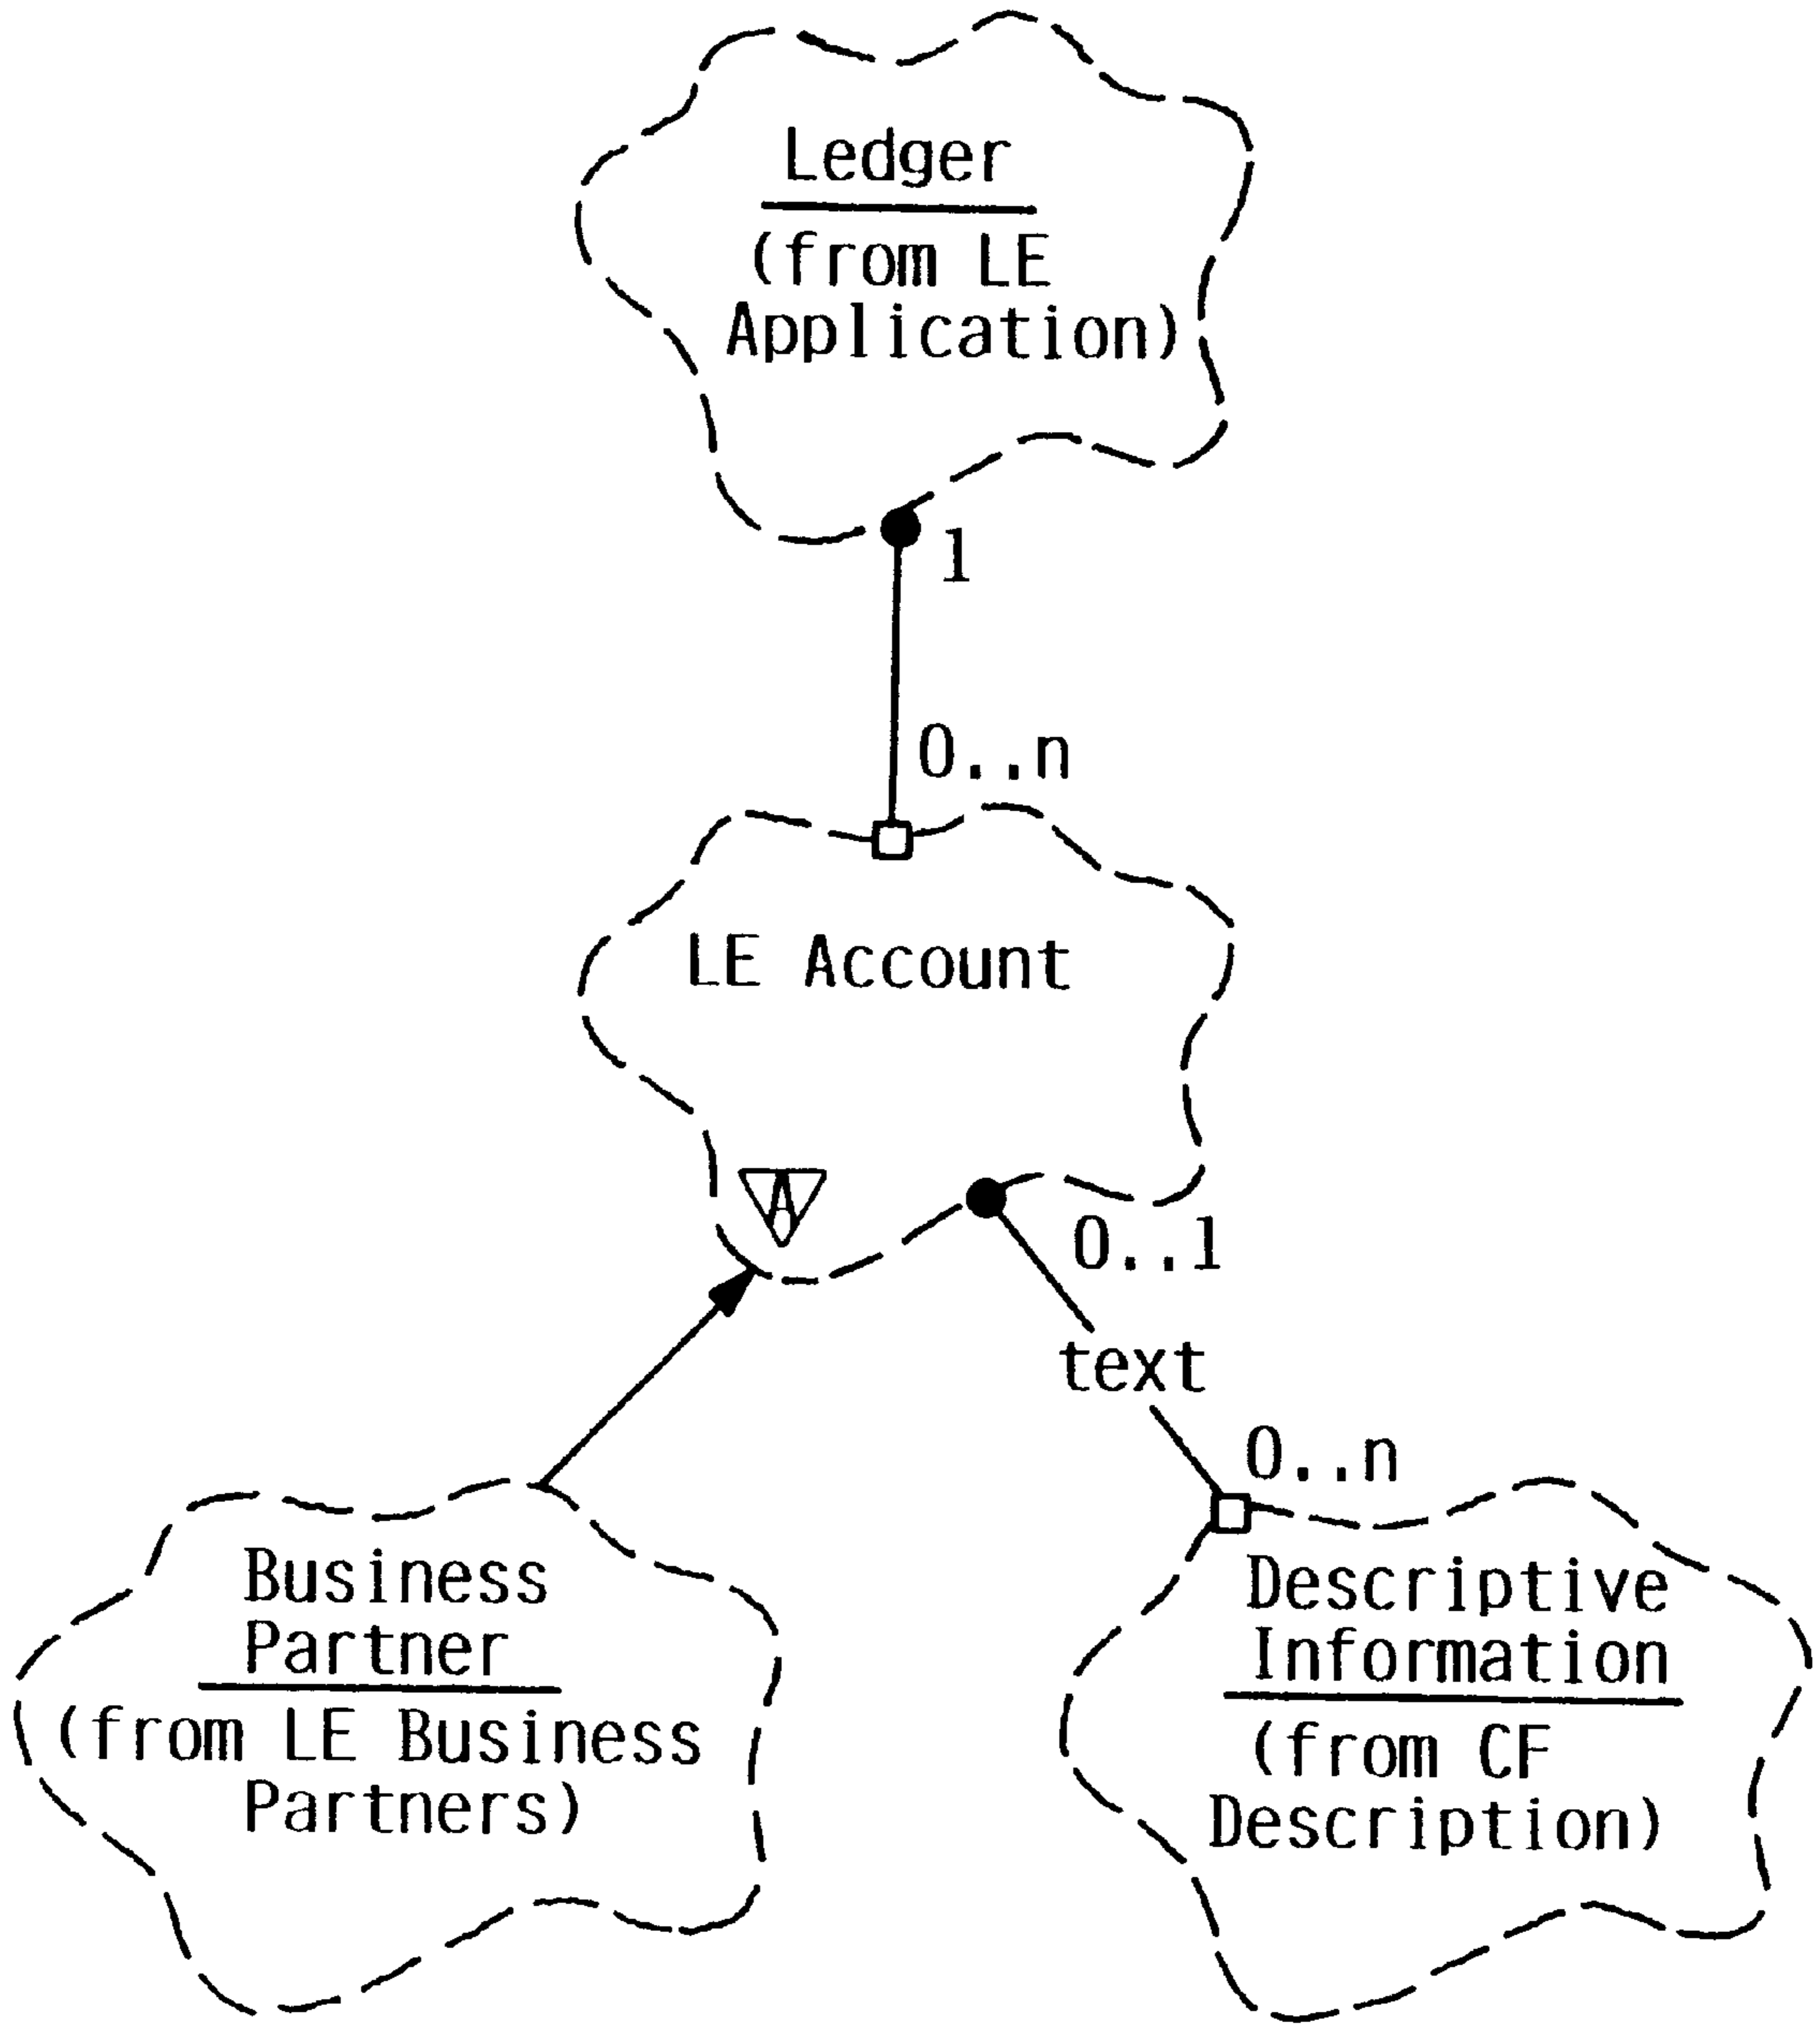 Ledger
(from LE
Application)
1
0..n
LE Account
A
0..1
text
0..n
Business
Partner
(from LE Business
Partners)
Descriptive
Information
(from CF
Description)